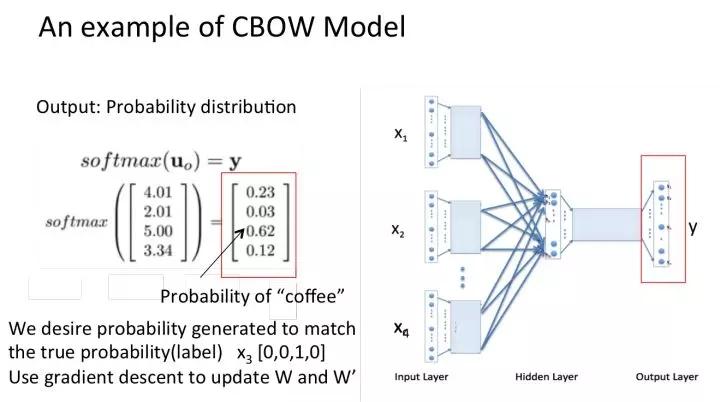 An example of CBOW Model
Output: Probability distribution
softmax(u_o) = y
softmax([4.01 2.01 5.00 3.34]) = [0.23 0.03 0.62 0.12]
Probability of “coffee”
We desire probability generated to match
the true probability(label) x3 [0,0,1,0]
Use gradient descent to update W and W’
x1
x2
x4
y
Input Layer
Hidden Layer
Output Layer